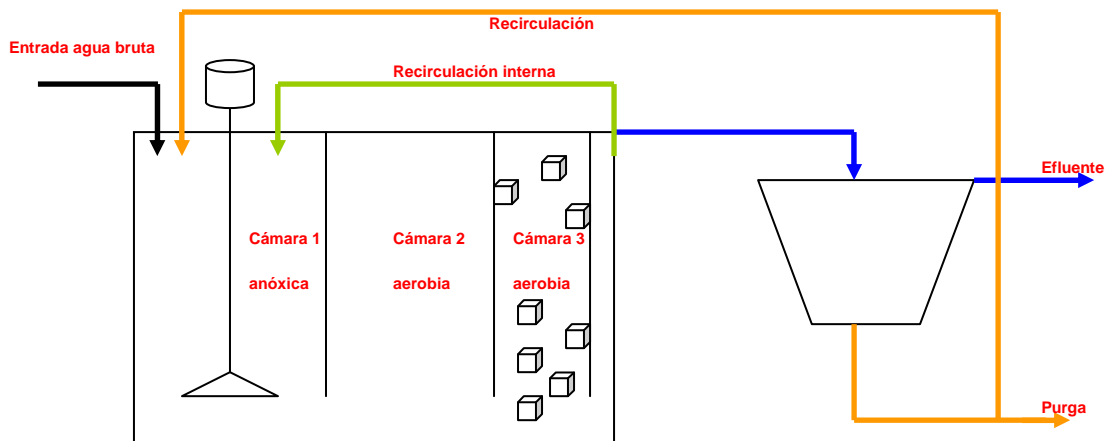 Recirculación
Entrada agua bruta
Recirculación interna
Efluente
Cámara 1
anóxica
Cámara 2
aerobia
Cámara 3
aerobia
Purga